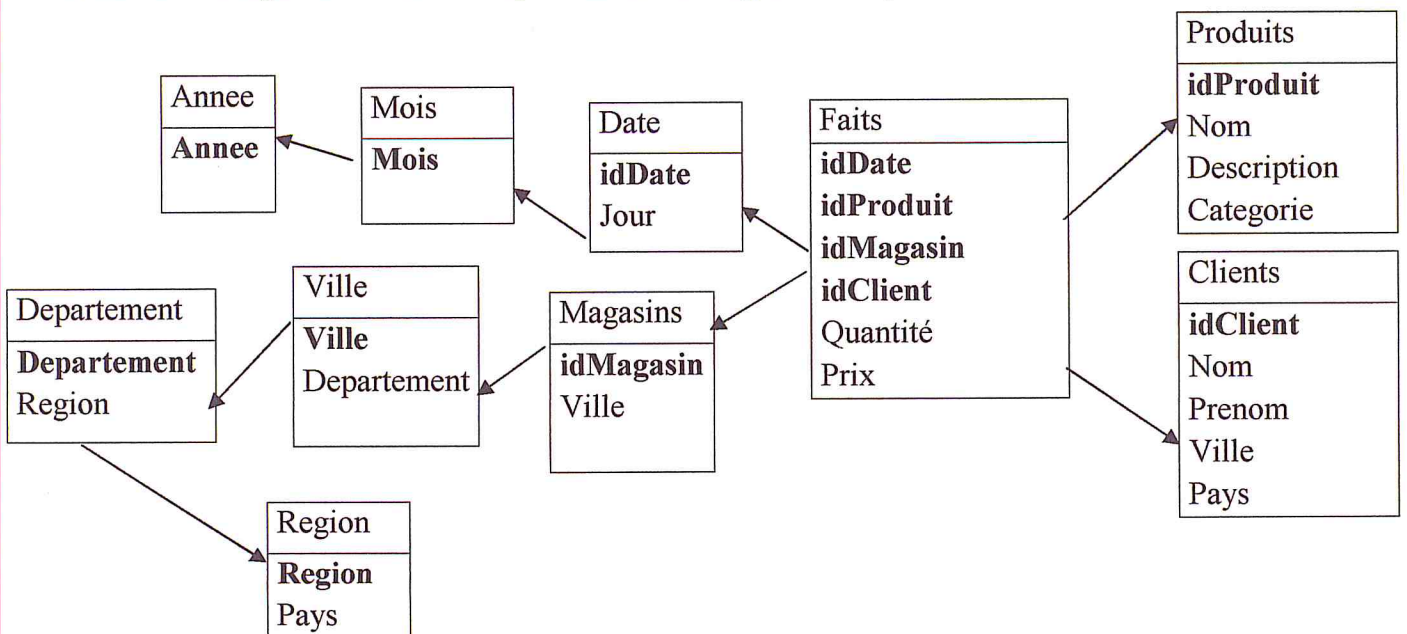 Annee
Annee
Mois
Mois
Date
idDate
Jour
Faits
idDate
idProduit
idMagasin
idClient
Quantité
Prix
Produits
idProduit
Nom
Description
Categorie
Departement
Departement
Region
Ville
Ville
Departement
Magasins
idMagasin
Ville
Clients
idClient
Nom
Prenom
Ville
Pays
Region
Region
Pays